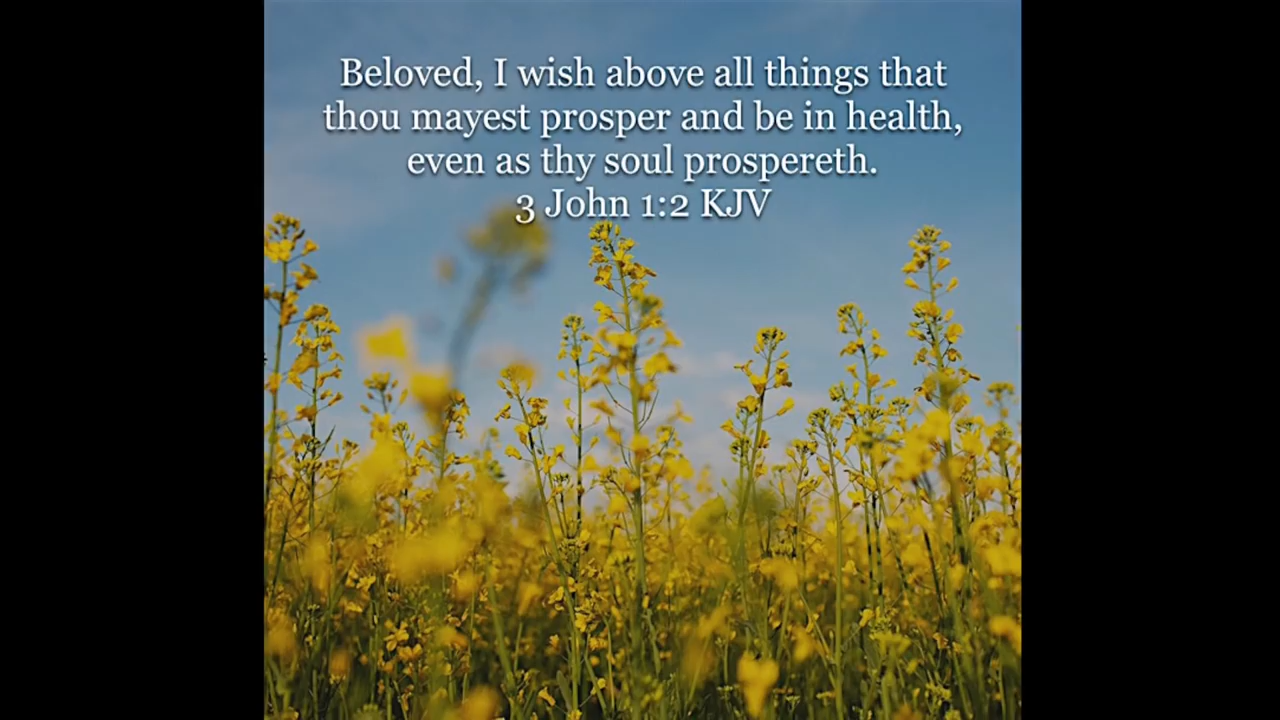 Beloved, I wish above all things that
thou mayest prosper and be in health,
even as thy soul prospereth.
3 John 1:2 KJV